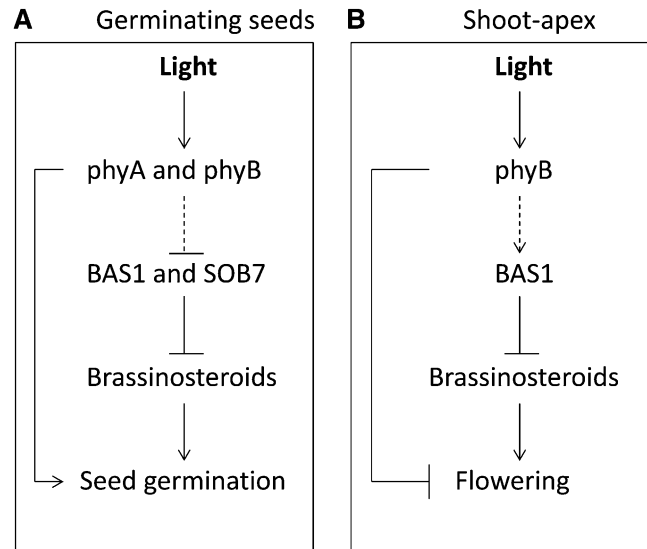 A Germinating seeds
Light
phyA and phyB
BAS1 and SOB7
Brassinosteroids
Seed germination
B Shoot-apex
Light
phyB
BAS1
Brassinosteroids
Flowering